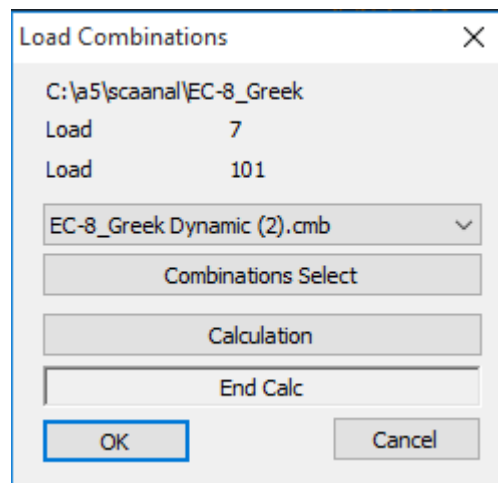 Load Combinations
C:\a5\scaanal\EC-8_Greek
Load 7
Load 101
EC-8_Greek Dynamic (2).cmb
Combinations Select
Calculation
End Calc
OK Cancel